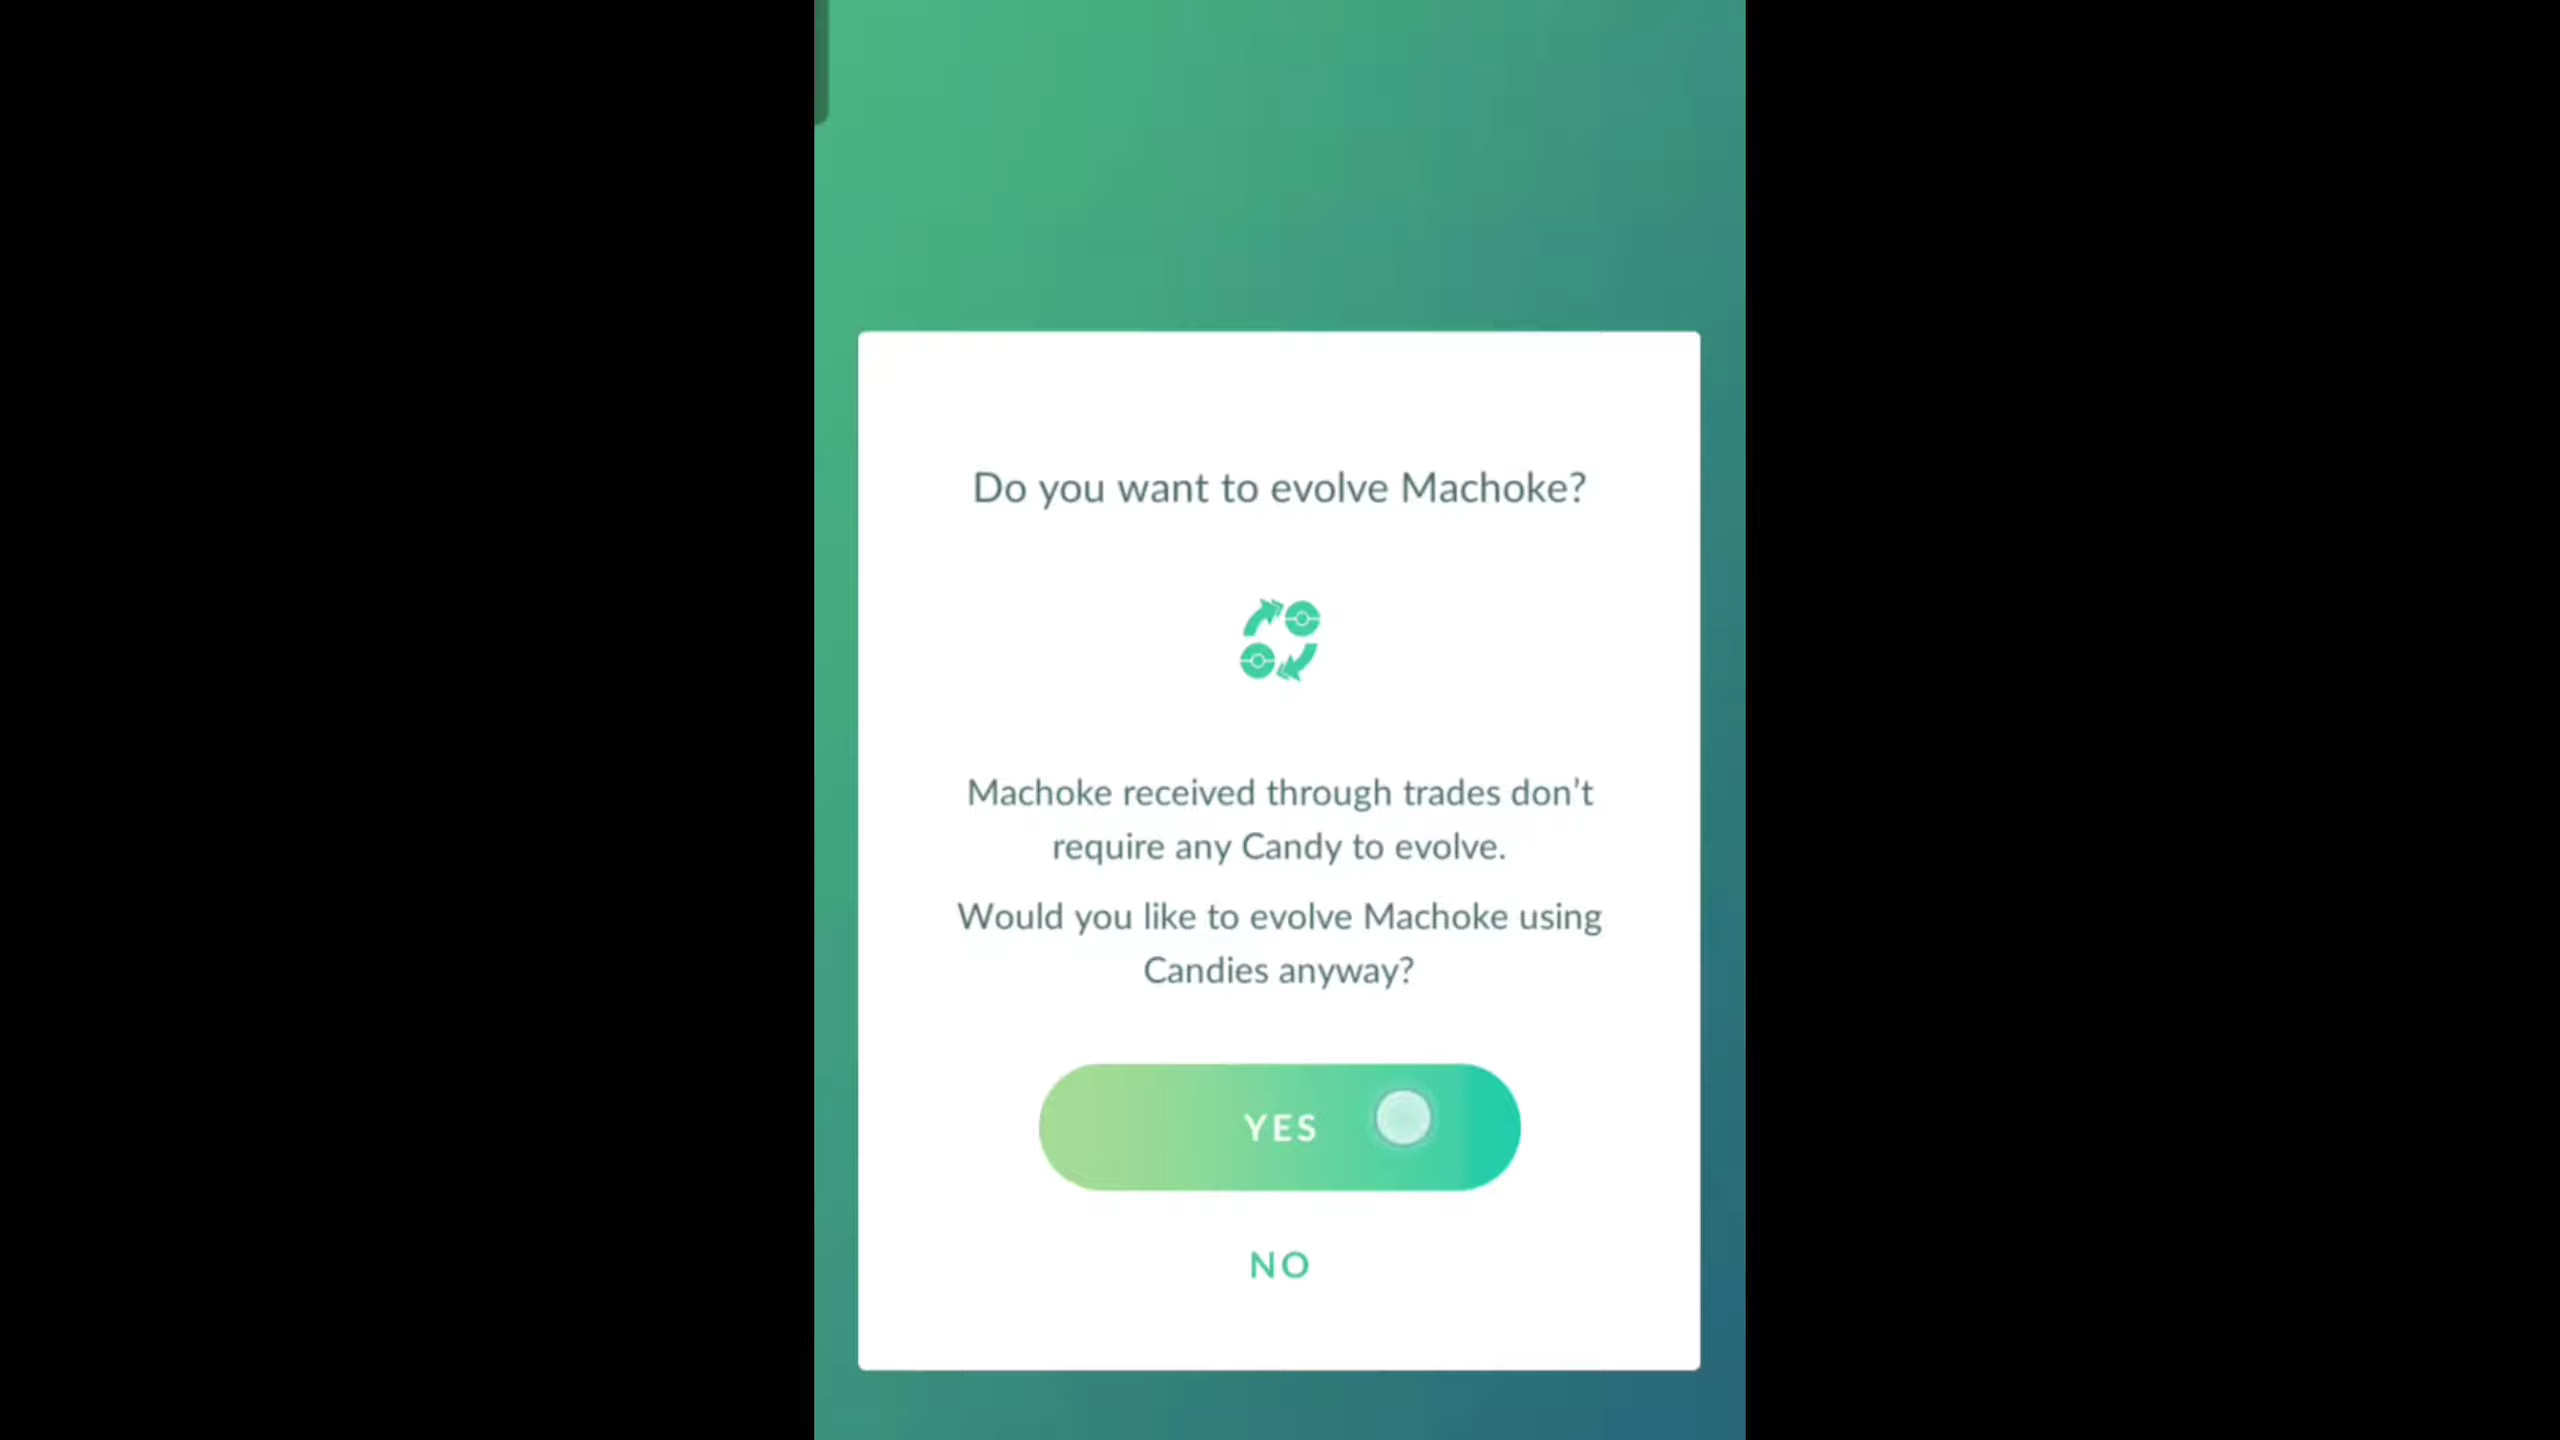 Do you want to evolve Machoke?
Machoke received through trades don't
require any Candy to evolve.
Would you like to evolve Machoke using
Candies anyway?
YES
NO